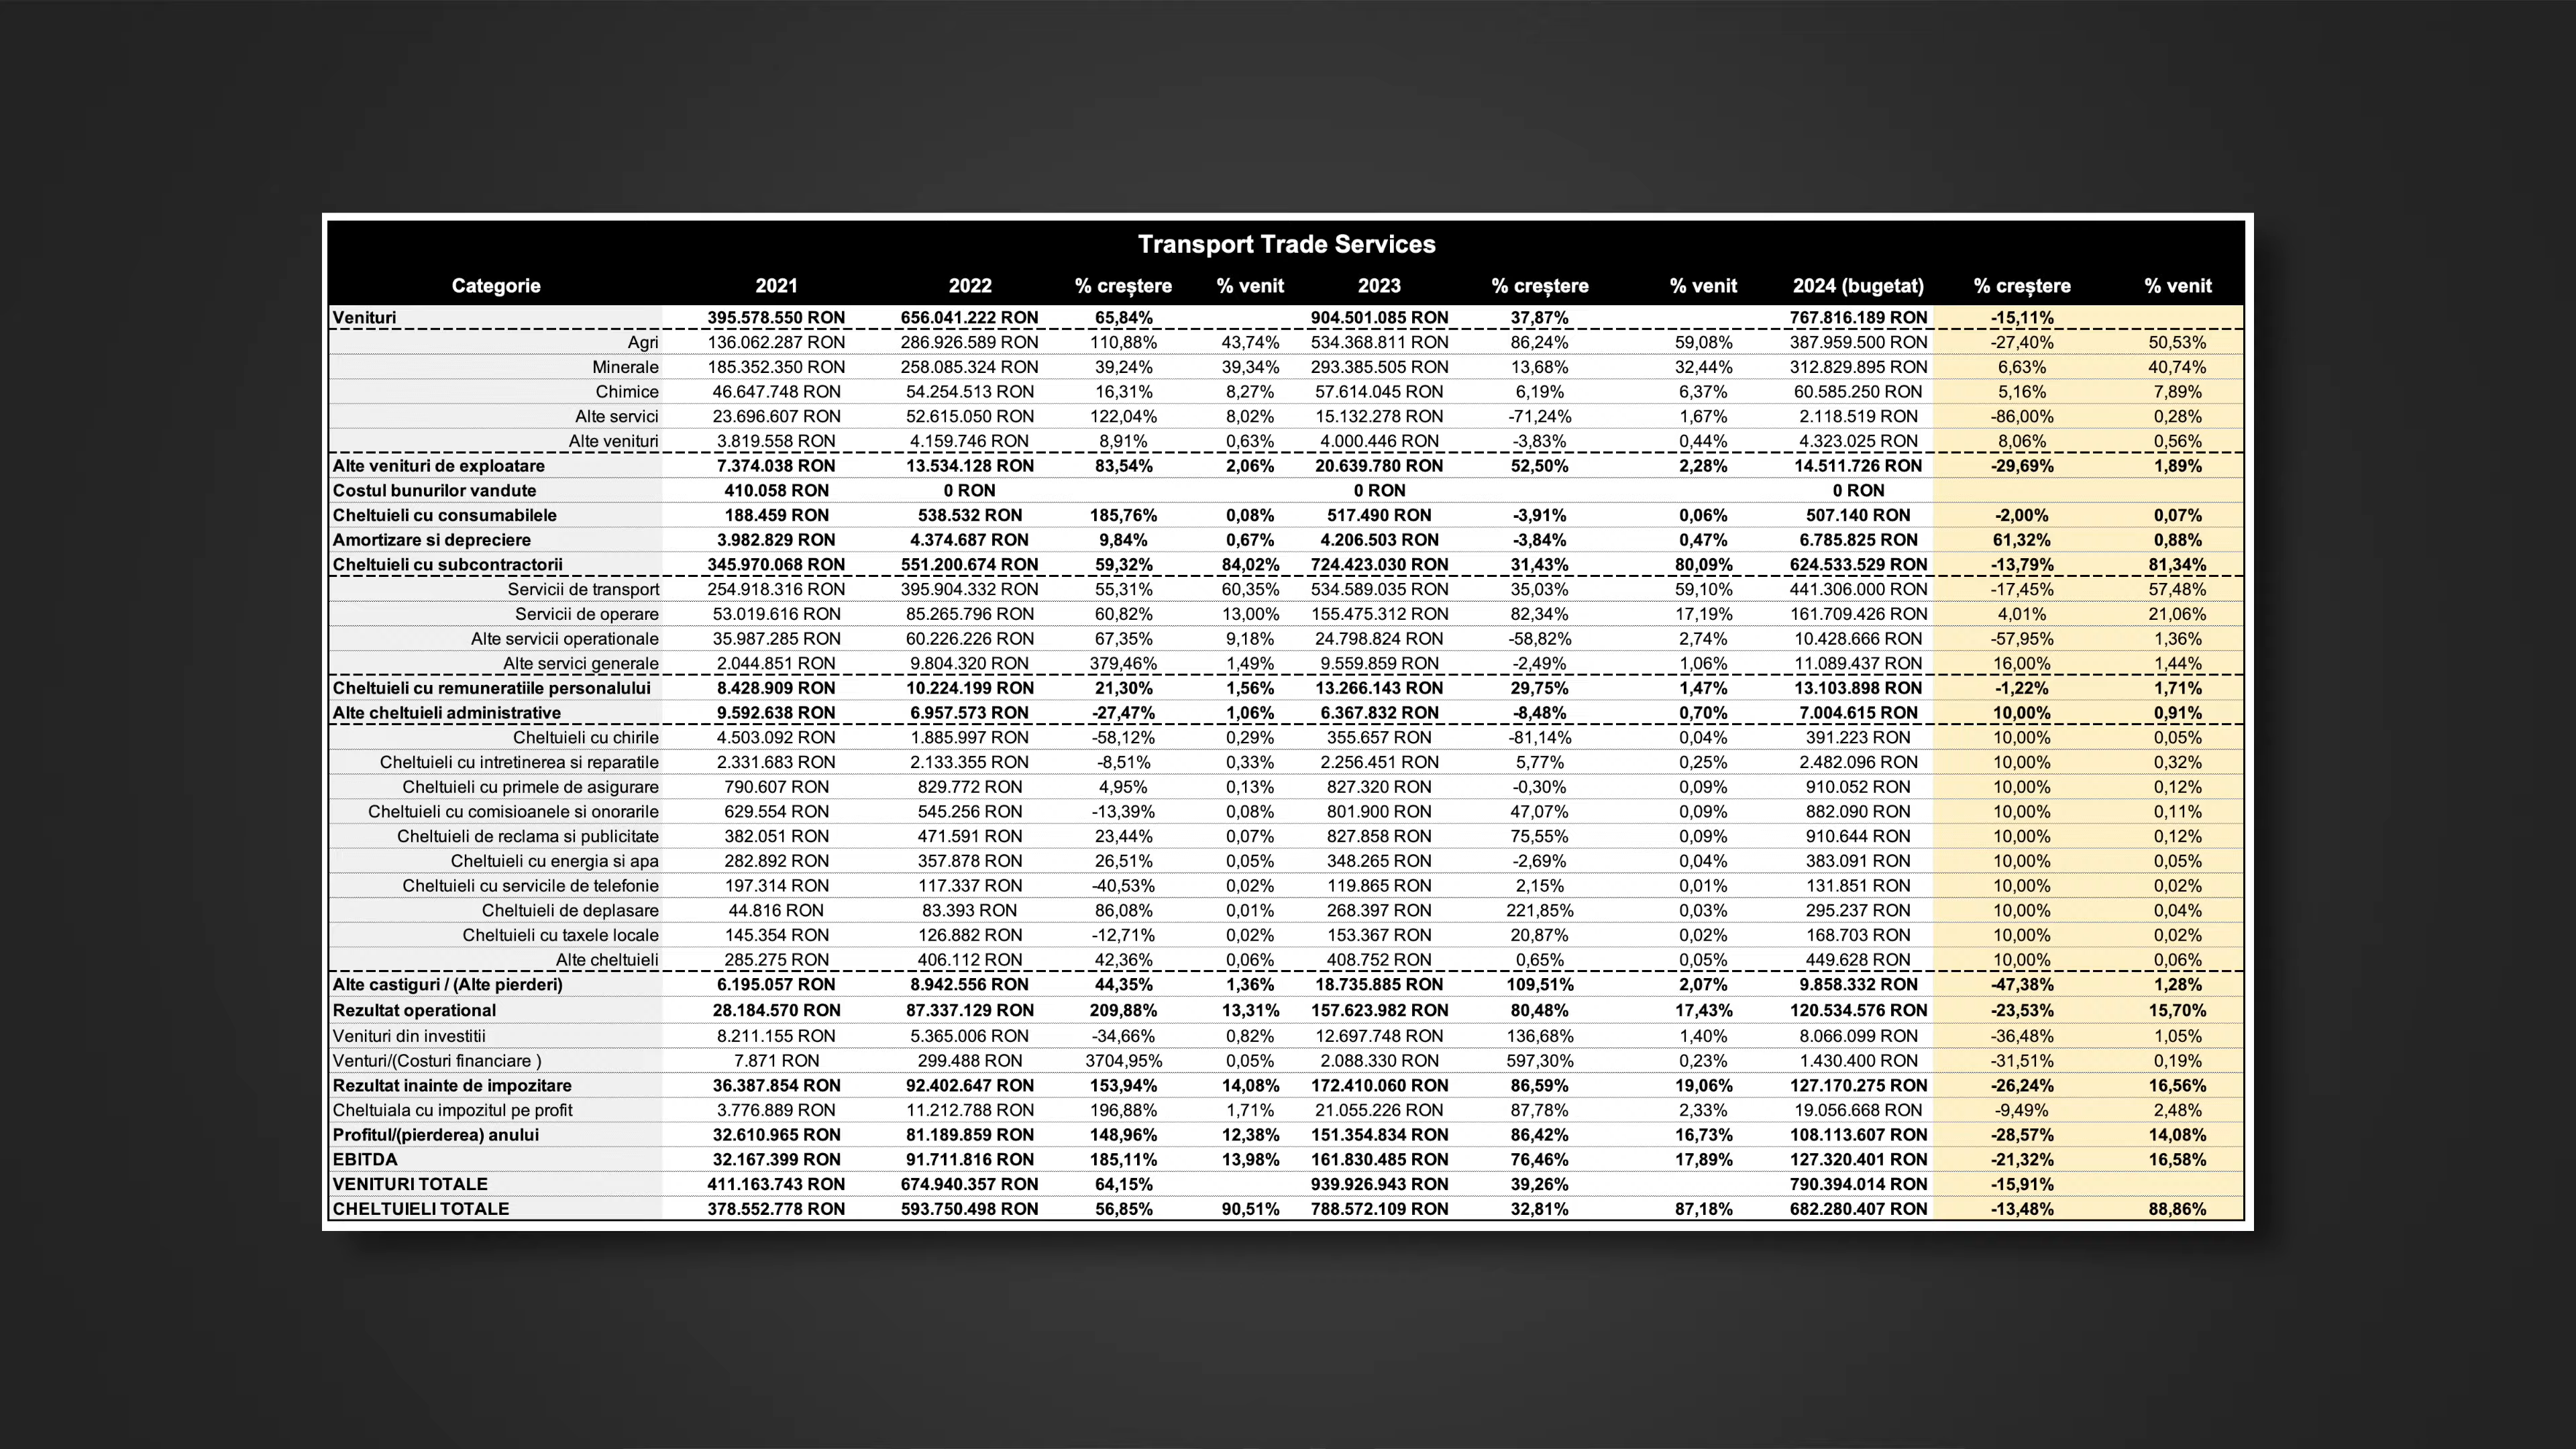 Transport Trade Services
Categorie 2021 2022 % creștere % venit 2023 % creștere % venit 2024 (bugetat) % creștere % venit
Venituri 395.578.550 RON 656.041.222 RON 65,84% 904.501.085 RON 37,87% 767.816.189 RON -15,11%
Agri 136.062.287 RON 286.926.589 RON 110,88% 43,74% 534.368.811 RON 86,24% 59,08% 387.959.500 RON -27,40% 50,53%
Minerale 185.352.350 RON 258.085.324 RON 39,24% 39,34% 293.385.505 RON 13,68% 32,44% 312.829.895 RON 6,63% 40,74%
Chimice 46.647.748 RON 54.254.513 RON 16,31% 8,27% 57.614.045 RON 6,19% 6,37% 60.585.250 RON 5,16% 7,89%
Alte servici 23.696.607 RON 52.615.050 RON 122,04% 8,02% 15.132.278 RON -71,24% 1,67% 2.118.519 RON -86,00% 0,28%
Alte venituri 3.819.558 RON 4.159.746 RON 8,91% 0,63% 4.000.446 RON -3,83% 0,44% 4.323.025 RON 8,06% 0,56%
Alte venituri de exploatare 7.374.038 RON 13.534.128 RON 83,54% 2,06% 20.639.780 RON 52,50% 2,28% 14.511.726 RON -29,69% 1,89%
Costul bunurilor vandute 410.058 RON 0 RON 0 RON 0 RON
Cheltuieli cu consumabilele 188.459 RON 538.532 RON 185,76% 0,08% 517.490 RON -3,91% 0,06% 507.140 RON -2,00% 0,07%
Amortizare si depreciere 3.982.829 RON 4.374.687 RON 9,84% 0,67% 4.206.503 RON -3,84% 0,47% 6.785.825 RON 61,32% 0,88%
Cheltuieli cu subcontractorii 345.970.068 RON 551.200.674 RON 59,32% 84,02% 724.423.030 RON 31,43% 80,09% 624.533.529 RON -13,79% 81,34%
Servicii de transport 254.918.316 RON 395.904.332 RON 55,31% 60,35% 534.589.035 RON 35,03% 59,10% 441.306.000 RON -17,45% 57,48%
Servicii de operare 53.019.616 RON 85.265.796 RON 60,82% 13,00% 155.475.312 RON 82,34% 17,19% 161.709.426 RON 4,01% 21,06%
Alte servicii operationale 35.987.285 RON 60.226.226 RON 67,35% 9,18% 24.798.824 RON -58,82% 2,74% 10.428.666 RON -57,95% 1,36%
Alte servici generale 2.044.851 RON 9.804.320 RON 379,46% 1,49% 9.559.859 RON -2,49% 1,06% 11.089.437 RON 16,00% 1,44%
Cheltuieli cu remuneratiile personalului 8.428.909 RON 10.224.199 RON 21,30% 1,56% 13.266.143 RON 29,75% 1,47% 13.103.898 RON -1,22% 1,71%
Alte cheltuieli administrative 9.592.638 RON 6.957.573 RON -27,47% 1,06% 6.367.832 RON -8,48% 0,70% 7.004.615 RON 10,00% 0,91%
Cheltuieli cu chirile 4.503.092 RON 1.885.997 RON -58,12% 0,29% 355.657 RON -81,14% 0,04% 391.223 RON 10,00% 0,05%
Cheltuieli cu intretinerea si reparatile 2.331.683 RON 2.133.355 RON -8,51% 0,33% 2.256.451 RON 5,77% 0,25% 2.482.096 RON 10,00% 0,32%
Cheltuieli cu primele de asigurare 790.607 RON 829.772 RON 4,95% 0,13% 827.320 RON -0,30% 0,09% 910.052 RON 10,00% 0,12%
Cheltuieli cu comisioanele si onorarile 629.554 RON 545.256 RON -13,39% 0,08% 801.900 RON 47,07% 0,09% 882.090 RON 10,00% 0,11%
Cheltuieli de reclama si publicitate 382.051 RON 471.591 RON 23,44% 0,07% 827.858 RON 75,55% 0,09% 910.644 RON 10,00% 0,12%
Cheltuieli cu energia si apa 282.892 RON 357.878 RON 26,51% 0,05% 348.265 RON -2,69% 0,04% 383.091 RON 10,00% 0,05%
Cheltuieli cu servicile de telefonie 197.314 RON 117.337 RON -40,53% 0,02% 119.865 RON 2,15% 0,01% 131.851 RON 10,00% 0,02%
Cheltuieli de deplasare 44.816 RON 83.393 RON 86,08% 0,01% 268.397 RON 221,85% 0,03% 295.237 RON 10,00% 0,04%
Cheltuieli cu taxele locale 145.354 RON 126.882 RON -12,71% 0,02% 153.367 RON 20,87% 0,02% 168.703 RON 10,00% 0,02%
Alte cheltuieli 285.275 RON 406.112 RON 42,36% 0,06% 408.752 RON 0,65% 0,05% 449.628 RON 10,00% 0,06%
Alte castiguri / (Alte pierderi) 6.195.057 RON 8.942.556 RON 44,35% 1,36% 18.735.885 RON 109,51% 2,07% 9.858.332 RON -47,38% 1,28%
Rezultat operational 28.184.570 RON 87.337.129 RON 209,88% 13,31% 157.623.982 RON 80,48% 17,43% 120.534.576 RON -23,53% 15,70%
Venituri din investitii 8.211.155 RON 5.365.006 RON -34,66% 0,82% 12.697.748 RON 136,68% 1,40% 8.066.099 RON -36,48% 1,05%
Venturi/(Costuri financiare ) 7.871 RON 299.488 RON 3704,95% 0,05% 2.088.330 RON 597,30% 0,23% 1.430.400 RON -31,51% 0,19%
Rezultat inainte de impozitare 36.387.854 RON 92.402.647 RON 153,94% 14,08% 172.410.060 RON 86,59% 19,06% 127.170.275 RON -26,24% 16,56%
Cheltuiala cu impozitul pe profit 3.776.889 RON 11.212.788 RON 196,88% 1,71% 21.055.226 RON 87,78% 2,33% 19.056.668 RON -9,49% 2,48%
Profitul/(pierderea) anului 32.610.965 RON 81.189.859 RON 148,96% 12,38% 151.354.834 RON 86,42% 16,73% 108.113.607 RON -28,57% 14,08%
EBITDA 32.167.399 RON 91.711.816 RON 185,11% 13,98% 161.830.485 RON 76,46% 17,89% 127.320.401 RON -21,32% 16,58%
VENITURI TOTALE 411.163.743 RON 674.940.357 RON 64,15% 939.926.943 RON 39,26% 790.394.014 RON -15,91%
CHELTUIELI TOTALE 378.552.778 RON 593.750.498 RON 56,85% 90,51% 788.572.109 RON 32,81% 87,18% 682.280.407 RON -13,48% 88,86%